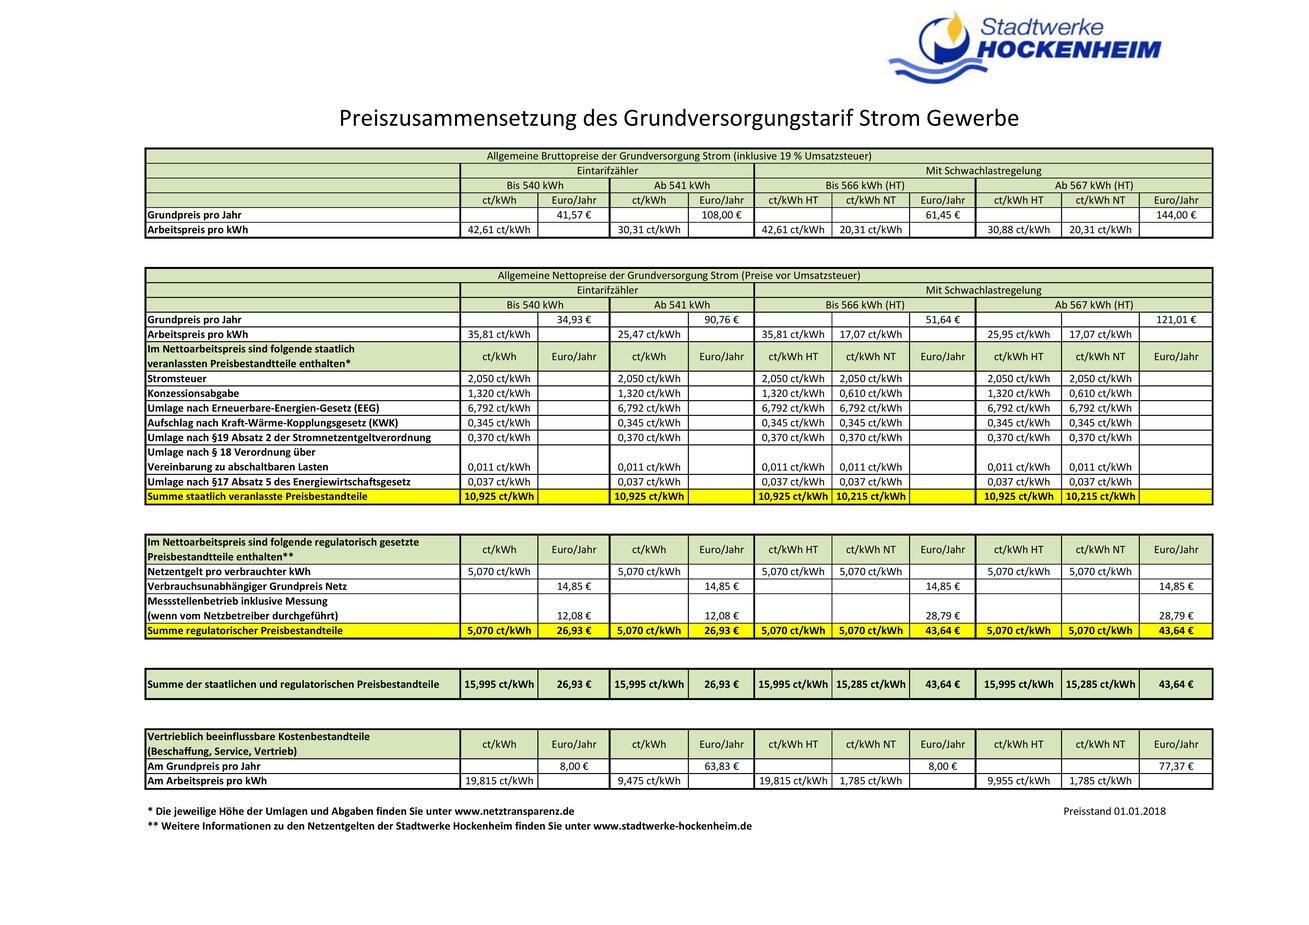 Stadtwerke
HOCKENHEIM
Preiszusammensetzung des Grundversorgungstarif Strom Gewerbe
Allgemeine Bruttopreise der Grundversorgung Strom (inklusive 19 % Umsatzsteuer)
Eintarifzähler Mit Schwachlastregelung
Bis 540 kWh Ab 541 kWh Bis 566 kWh (HT) Ab 567 kWh (HT)
ct/kWh Euro/Jahr ct/kWh Euro/Jahr ct/kWh HT ct/kWh NT Euro/Jahr ct/kWh HT ct/kWh NT Euro/Jahr
Grundpreis pro Jahr 41,57 € 108,00 € 61,45 € 144,00 €
Arbeitspreis pro kWh 42,61 ct/kWh 30,31 ct/kWh 42,61 ct/kWh 20,31 ct/kWh 30,88 ct/kWh 20,31 ct/kWh
Allgemeine Nettopreise der Grundversorgung Strom (Preise vor Umsatzsteuer)
Eintarifzähler Mit Schwachlastregelung
Bis 540 kWh Ab 541 kWh Bis 566 kWh (HT) Ab 567 kWh (HT)
Grundpreis pro Jahr 34,93 € 90,76 € 51,64 € 121,01 €
Arbeitspreis pro kWh 35,81 ct/kWh 25,47 ct/kWh 35,81 ct/kWh 17,07 ct/kWh 25,95 ct/kWh 17,07 ct/kWh
Im Nettoarbeitspreis sind folgende staatlich
veranlassten Preisbestandtteile enthalten* ct/kWh Euro/Jahr ct/kWh Euro/Jahr ct/kWh HT ct/kWh NT Euro/Jahr ct/kWh HT ct/kWh NT Euro/Jahr
Stromsteuer 2,050 ct/kWh 2,050 ct/kWh 2,050 ct/kWh 2,050 ct/kWh 2,050 ct/kWh 2,050 ct/kWh
Konzessionsabgabe 1,320 ct/kWh 1,320 ct/kWh 1,320 ct/kWh 0,610 ct/kWh 1,320 ct/kWh 0,610 ct/kWh
Umlage nach Erneuerbare-Energien-Gesetz (EEG) 6,792 ct/kWh 6,792 ct/kWh 6,792 ct/kWh 6,792 ct/kWh 6,792 ct/kWh 6,792 ct/kWh
Aufschlag nach Kraft-Wärme-Kopplungsgesetz (KWK) 0,345 ct/kWh 0,345 ct/kWh 0,345 ct/kWh 0,345 ct/kWh 0,345 ct/kWh 0,345 ct/kWh
Umlage nach §19 Absatz 2 der Stromnetzentgeltverordnung 0,370 ct/kWh 0,370 ct/kWh 0,370 ct/kWh 0,370 ct/kWh 0,370 ct/kWh 0,370 ct/kWh
Umlage nach § 18 Verordnung über
Vereinbarung zu abschaltbaren Lasten 0,011 ct/kWh 0,011 ct/kWh 0,011 ct/kWh 0,011 ct/kWh 0,011 ct/kWh 0,011 ct/kWh
Umlage nach §17 Absatz 5 des Energiewirtschaftsgesetz 0,037 ct/kWh 0,037 ct/kWh 0,037 ct/kWh 0,037 ct/kWh 0,037 ct/kWh 0,037 ct/kWh
Summe staatlich veranlasste Preisbestandteile 10,925 ct/kWh 10,925 ct/kWh 10,925 ct/kWh 10,215 ct/kWh 10,925 ct/kWh 10,215 ct/kWh
Im Nettoarbeitspreis sind folgende regulatorisch gesetzte
Preisbestandtteile enthalten** ct/kWh Euro/Jahr ct/kWh Euro/Jahr ct/kWh HT ct/kWh NT Euro/Jahr ct/kWh HT ct/kWh NT Euro/Jahr
Netzentgelt pro verbrauchter kWh 5,070 ct/kWh 5,070 ct/kWh 5,070 ct/kWh 5,070 ct/kWh 5,070 ct/kWh 5,070 ct/kWh
Verbrauchsunabhängiger Grundpreis Netz 14,85 € 14,85 € 14,85 € 14,85 €
Messstellenbetrieb inklusive Messung
(wenn vom Netzbetreiber durchgeführt) 12,08 € 12,08 € 28,79 € 28,79 €
Summe regulatorischer Preisbestandteile 5,070 ct/kWh 26,93 € 5,070 ct/kWh 26,93 € 5,070 ct/kWh 5,070 ct/kWh 43,64 € 5,070 ct/kWh 5,070 ct/kWh 43,64 €
Summe der staatlichen und regulatorischen Preisbestandteile 15,995 ct/kWh 26,93 € 15,995 ct/kWh 26,93 € 15,995 ct/kWh 15,285 ct/kWh 43,64 € 15,995 ct/kWh 15,285 ct/kWh 43,64 €
Vertrieblich beeinflussbare Kostenbestandteile
(Beschaffung, Service, Vertrieb) ct/kWh Euro/Jahr ct/kWh Euro/Jahr ct/kWh HT ct/kWh NT Euro/Jahr ct/kWh HT ct/kWh NT Euro/Jahr
Am Grundpreis pro Jahr 8,00 € 63,83 € 8,00 € 77,37 €
Am Arbeitspreis pro kWh 19,815 ct/kWh 9,475 ct/kWh 19,815 ct/kWh 1,785 ct/kWh 9,955 ct/kWh 1,785 ct/kWh
* Die jeweilige Höhe der Umlagen und Abgaben finden Sie unter www.netztransparenz.de Preisstand 01.01.2018
** Weitere Informationen zu den Netzentgelten der Stadtwerke Hockenheim finden Sie unter www.stadtwerke-hockenheim.de